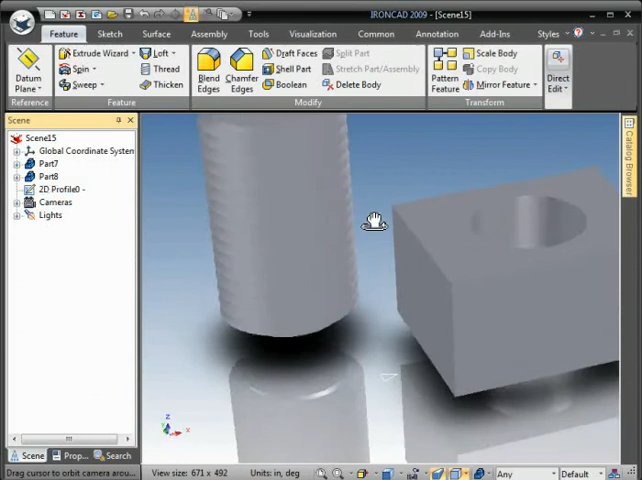 IRONCAD 2009 - [Scene15]
Feature Sketch Surface Assembly Tools Visualization Common Add-Ins Styles
Datum Plane
Reference
Extrude Wizard Loft
Spin Thread
Sweep Thicken
Feature
Blend Edges
Chamfer Edges
Draft Faces Split Part
Shell Part Stretch Part/Assembly
Boolean Delete Body
Modify
Pattern Feature
Scale Body
Copy Body
Mirror Feature
Transform
Direct Edit
Scene
Scene15
Global Coordinate System
Part7
Part8
2D Profile0 -
Cameras
Lights
Catalog Browser
Z
X
Scene Prop... Search
Drag cursor to orbit camera arou... View size: 671 x 492 Units: in, deg Any Default